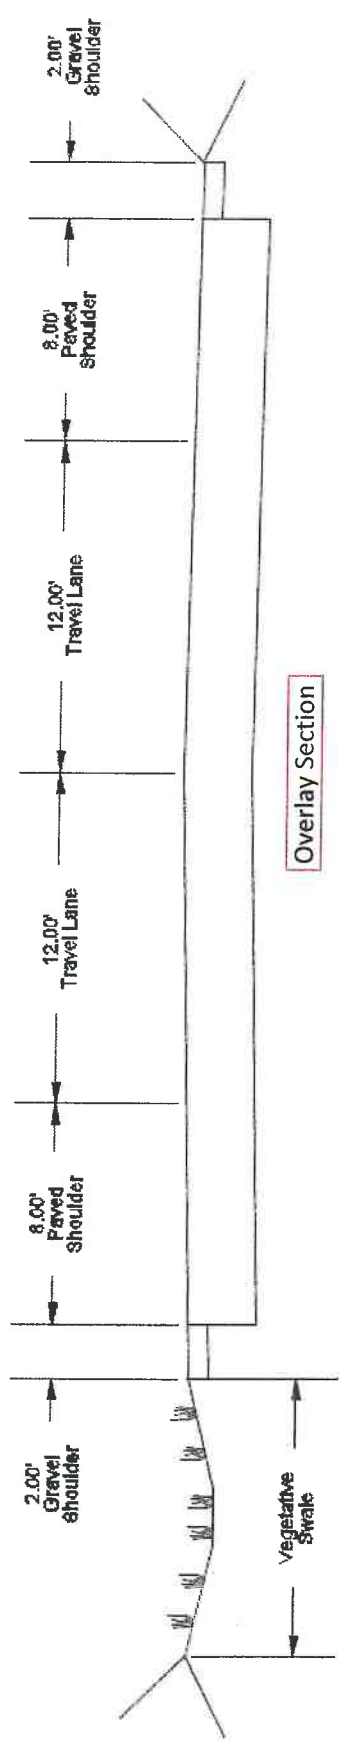 2.00'
Gravel
Shoulder
8.00'
Paved
Shoulder
12.00'
Travel Lane
12.00'
Travel Lane
8.00'
Paved
Shoulder
2.00'
Gravel
Shoulder
Vegetative
Swale
Overlay Section